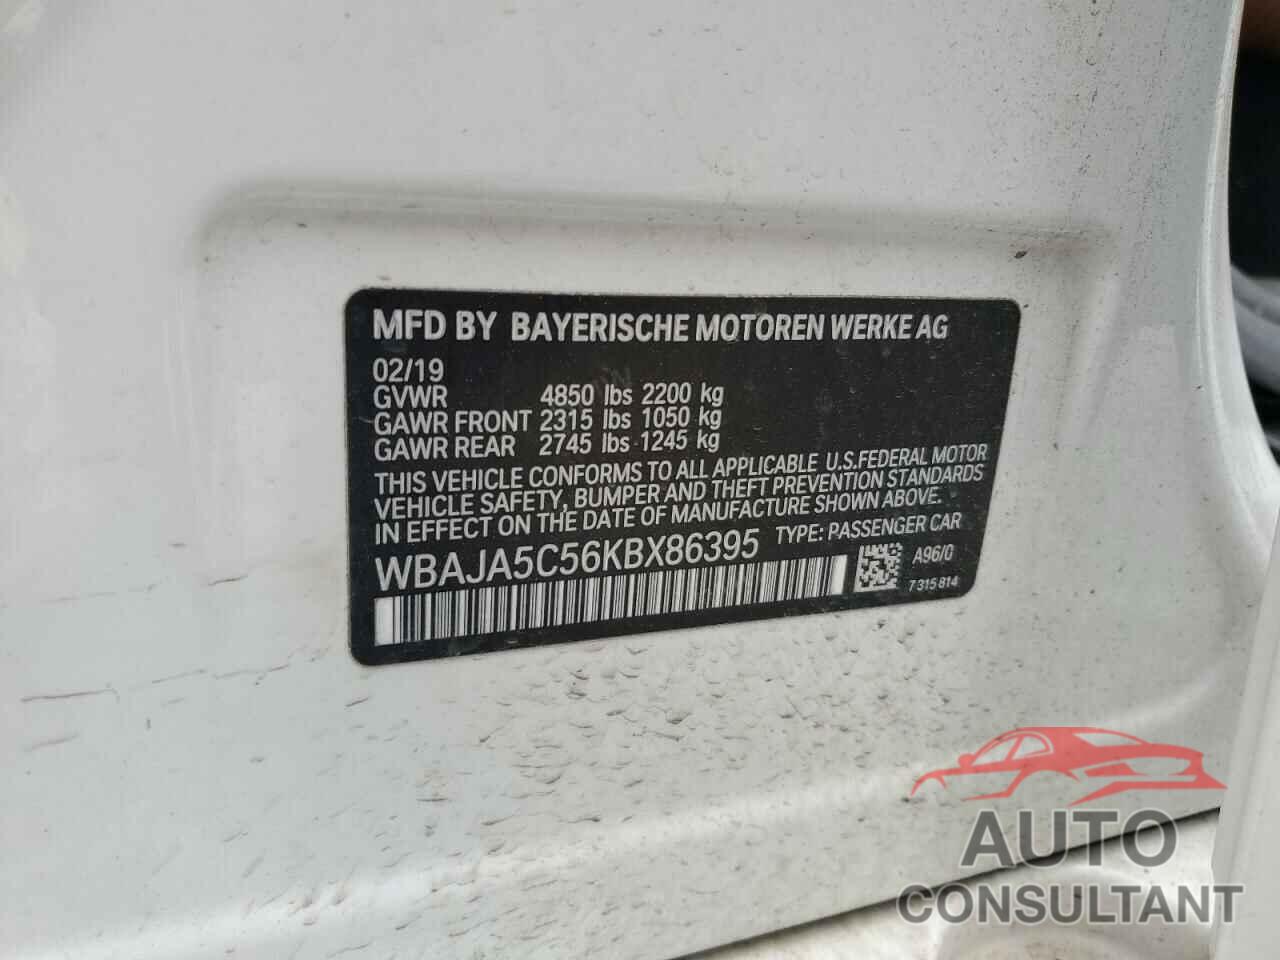 MFD BY BAYERISCHE MOTOREN WERKE AG
02/19
GVWR 4850 lbs 2200 kg
GAWR FRONT 2315 lbs 1050 kg
GAWR REAR 2745 lbs 1245 kg
THIS VEHICLE CONFORMS TO ALL APPLICABLE U.S.FEDERAL MOTOR
VEHICLE SAFETY, BUMPER AND THEFT PREVENTION STANDARDS
IN EFFECT ON THE DATE OF MANUFACTURE SHOWN ABOVE.
WBAJA5C56KBX86395 TYPE: PASSENGER CAR
A96/0
7 315 814
AUTO
CONSULTANT